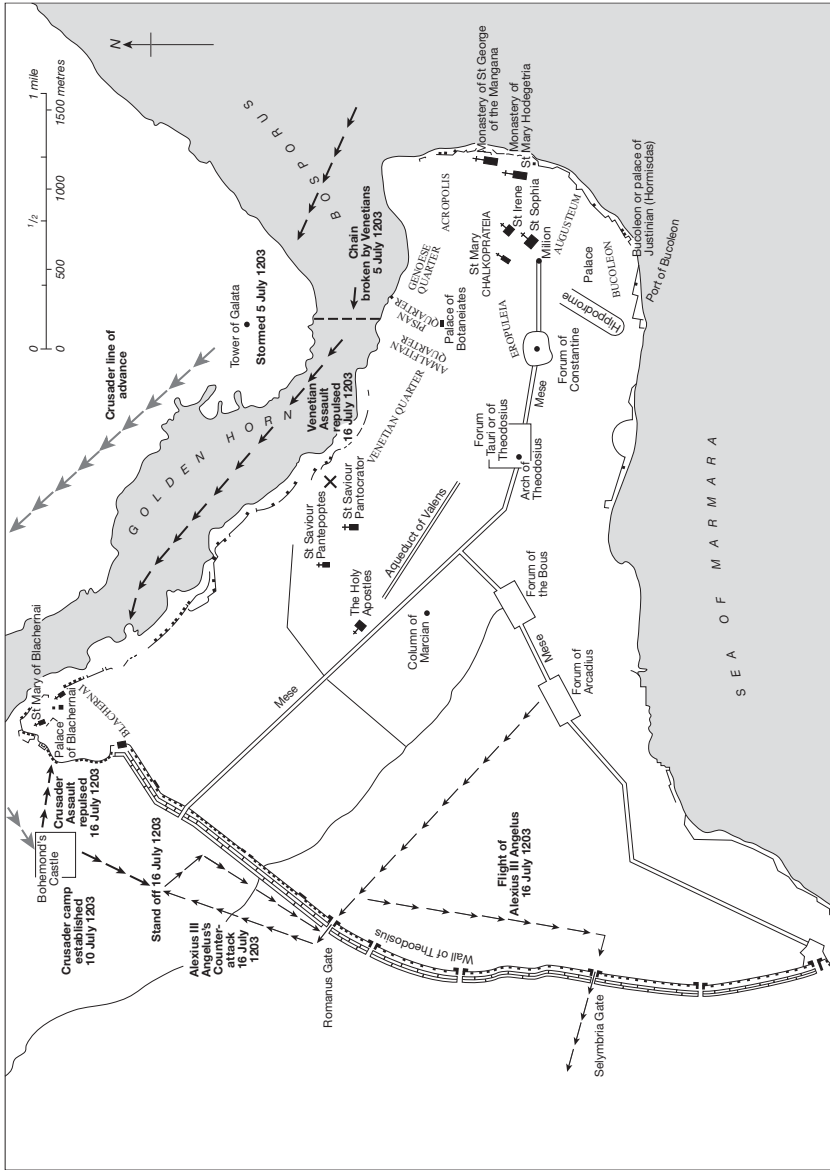 N
1 mile
1/2
0
0
500
1000
1500 metres
BOSPORUS
Crusader line of
advance
Tower of Galata
Stormed 5 July 1203
Chain
broken by Venetians
5 July 1203
GOLDEN HORN
Venetian
Assault
repulsed
16 July 1203
St Mary of Blachernai
Palace
of Blachernai
BLACHERNAI
Bohemond's
Castle
Crusader
Assault
repulsed
16 July 1203
Crusader camp
established
10 July 1203
Stand off 16 July 1203
Alexius III
Angelus's
Counter-
attack
16 July
1203
Romanus Gate
Wall of Theodosius
Flight of
Alexius III Angelus
16 July 1203
Selymbria Gate
Mese
The Holy
Apostles
St Saviour
Pantepoptes
St Saviour
Pantocrator
Aqueduct of Valens
Column of
Marcian
VENETIAN QUARTER
AMALFITAN
QUARTER
PISAN
QUARTER
GENOESE
QUARTER
ACROPOLIS
Monastery of St George
of the Mangana
Monastery of
St Mary Hodegetria
St Irene
St Sophia
St Mary
CHALKOPRATEIA
Milion
AUGUSTEUM
Palace of
Botaneiates
EROPULEIA
Forum of
Constantine
Mese
Forum
Tauri or of
Theodosius
Arch of
Theodosius
Hippodrome
Palace
BUCOLEON
Bucoleon or palace of
Justinian (Hormisdas)
Port of Bucoleon
Forum of
the Bous
Mese
Forum of
Arcadius
SEA OF MARMARA